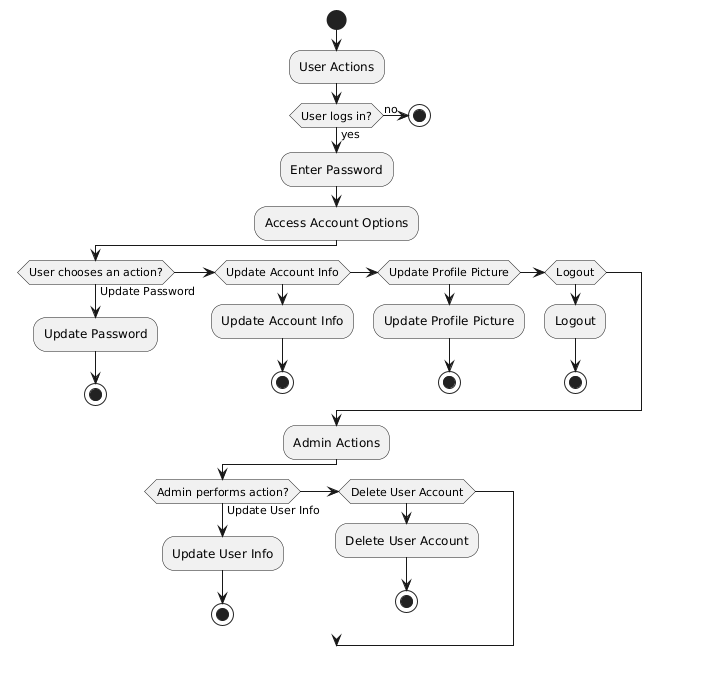 User Actions
User logs in?
no
yes
Enter Password
Access Account Options
User chooses an action?
Update Account Info
Update Profile Picture
Logout
Update Password
Update Password
Update Account Info
Update Profile Picture
Logout
Admin Actions
Admin performs action?
Delete User Account
Update User Info
Update User Info
Delete User Account